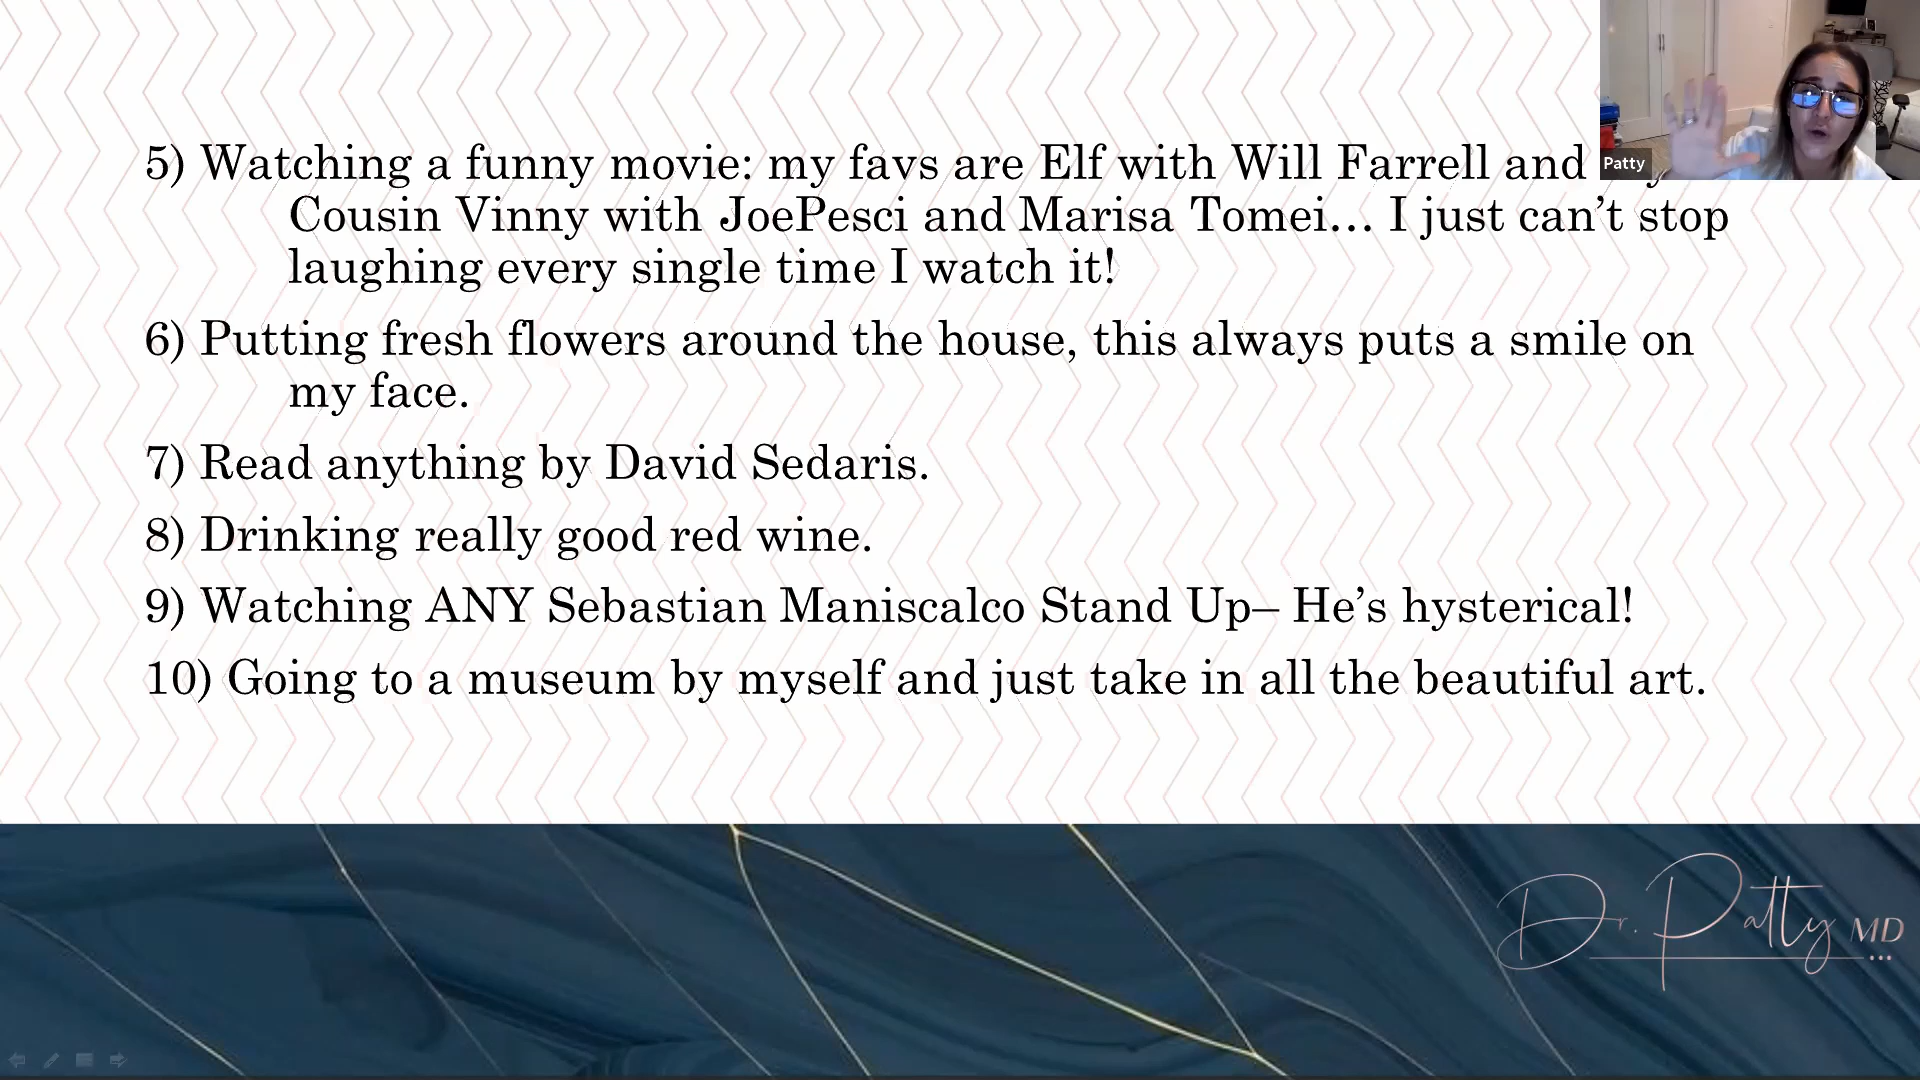 5) Watching a funny movie: my favs are Elf with Will Farrell and
Patty
Cousin Vinny with JoePesci and Marisa Tomei… I just can’t stop
laughing every single time I watch it!
6) Putting fresh flowers around the house, this always puts a smile on
my face.
7) Read anything by David Sedaris.
8) Drinking really good red wine.
9) Watching ANY Sebastian Maniscalco Stand Up– He’s hysterical!
10) Going to a museum by myself and just take in all the beautiful art.
Dr. Patty MD